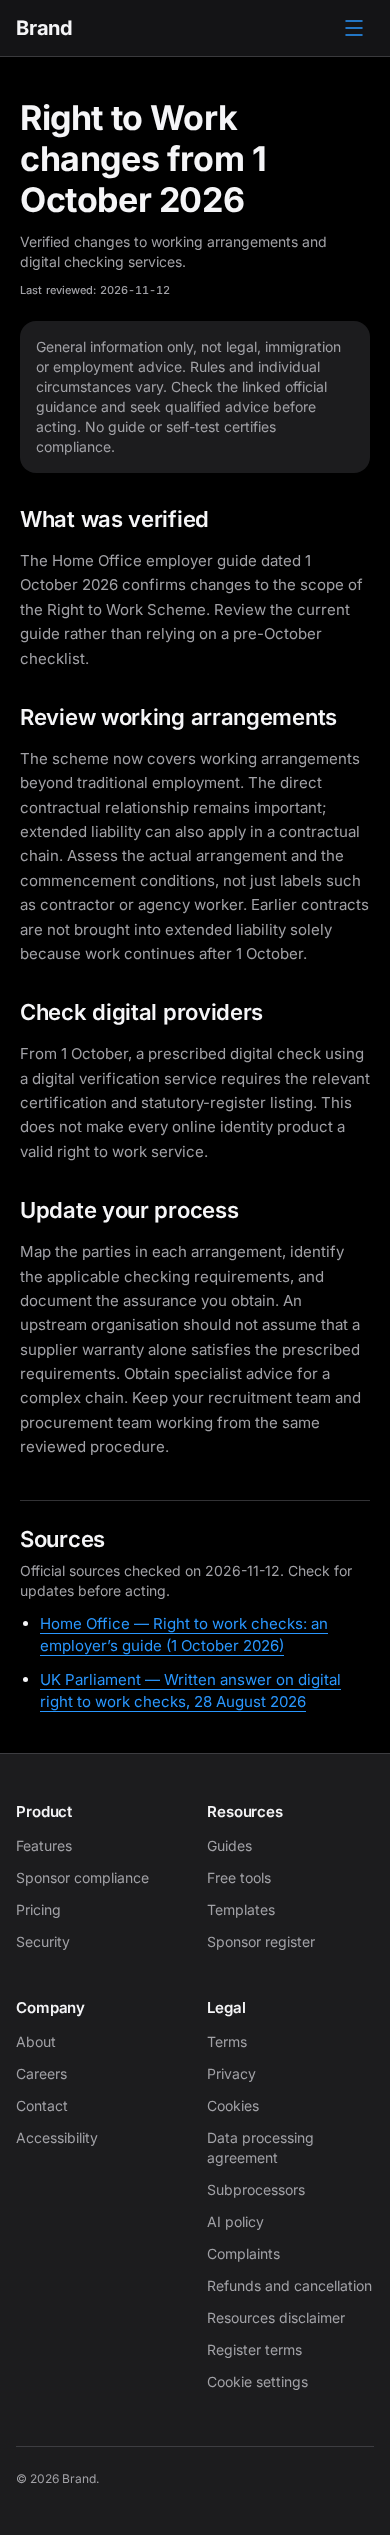 Brand
Right to Work
changes from 1
October 2026
Verified changes to working arrangements and
digital checking services.
Last reviewed: 2026-11-12
General information only, not legal, immigration
or employment advice. Rules and individual
circumstances vary. Check the linked official
guidance and seek qualified advice before
acting. No guide or self-test certifies
compliance.
What was verified
The Home Office employer guide dated 1
October 2026 confirms changes to the scope of
the Right to Work Scheme. Review the current
guide rather than relying on a pre-October
checklist.
Review working arrangements
The scheme now covers working arrangements
beyond traditional employment. The direct
contractual relationship remains important;
extended liability can also apply in a contractual
chain. Assess the actual arrangement and the
commencement conditions, not just labels such
as contractor or agency worker. Earlier contracts
are not brought into extended liability solely
because work continues after 1 October.
Check digital providers
From 1 October, a prescribed digital check using
a digital verification service requires the relevant
certification and statutory-register listing. This
does not make every online identity product a
valid right to work service.
Update your process
Map the parties in each arrangement, identify
the applicable checking requirements, and
document the assurance you obtain. An
upstream organisation should not assume that a
supplier warranty alone satisfies the prescribed
requirements. Obtain specialist advice for a
complex chain. Keep your recruitment team and
procurement team working from the same
reviewed procedure.
Sources
Official sources checked on 2026-11-12. Check for
updates before acting.
Home Office — Right to work checks: an
employer’s guide (1 October 2026)
UK Parliament — Written answer on digital
right to work checks, 28 August 2026
Product
Features
Sponsor compliance
Pricing
Security
Resources
Guides
Free tools
Templates
Sponsor register
Company
About
Careers
Contact
Accessibility
Legal
Terms
Privacy
Cookies
Data processing
agreement
Subprocessors
AI policy
Complaints
Refunds and cancellation
Resources disclaimer
Register terms
Cookie settings
© 2026 Brand.